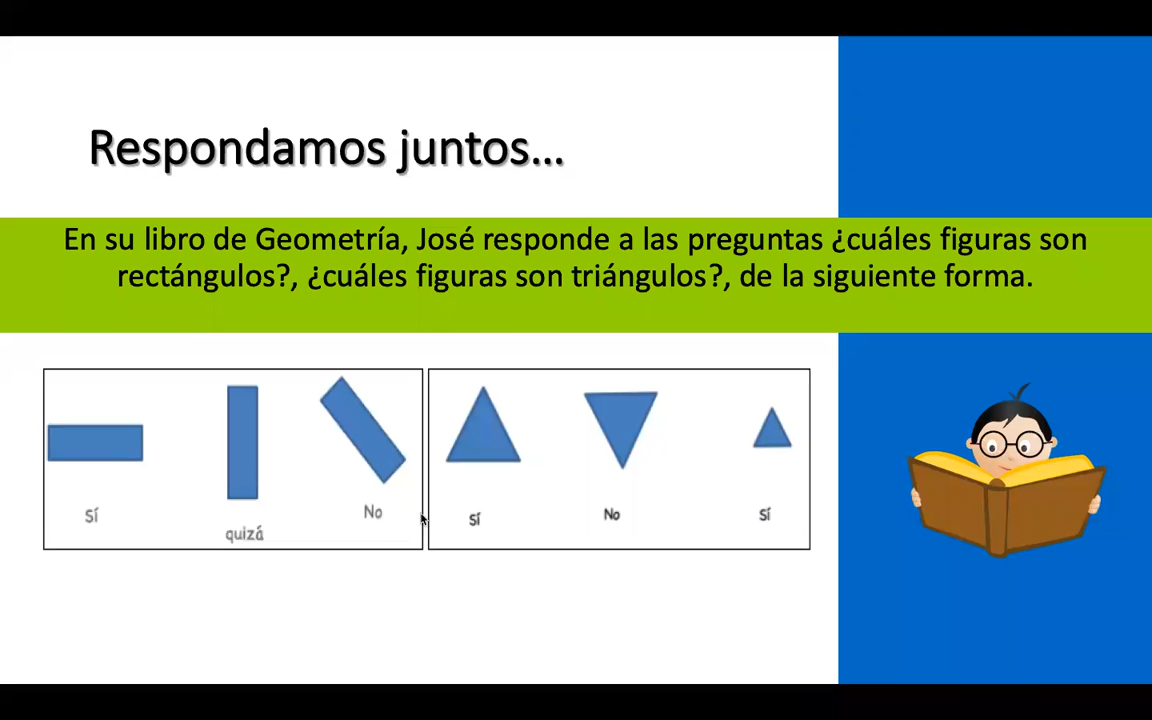 Respondamos juntos...
En su libro de Geometría, José responde a las preguntas ¿cuáles figuras son
rectángulos?, ¿cuáles figuras son triángulos?, de la siguiente forma.
Sí
quizá
No
Sí
No
Sí